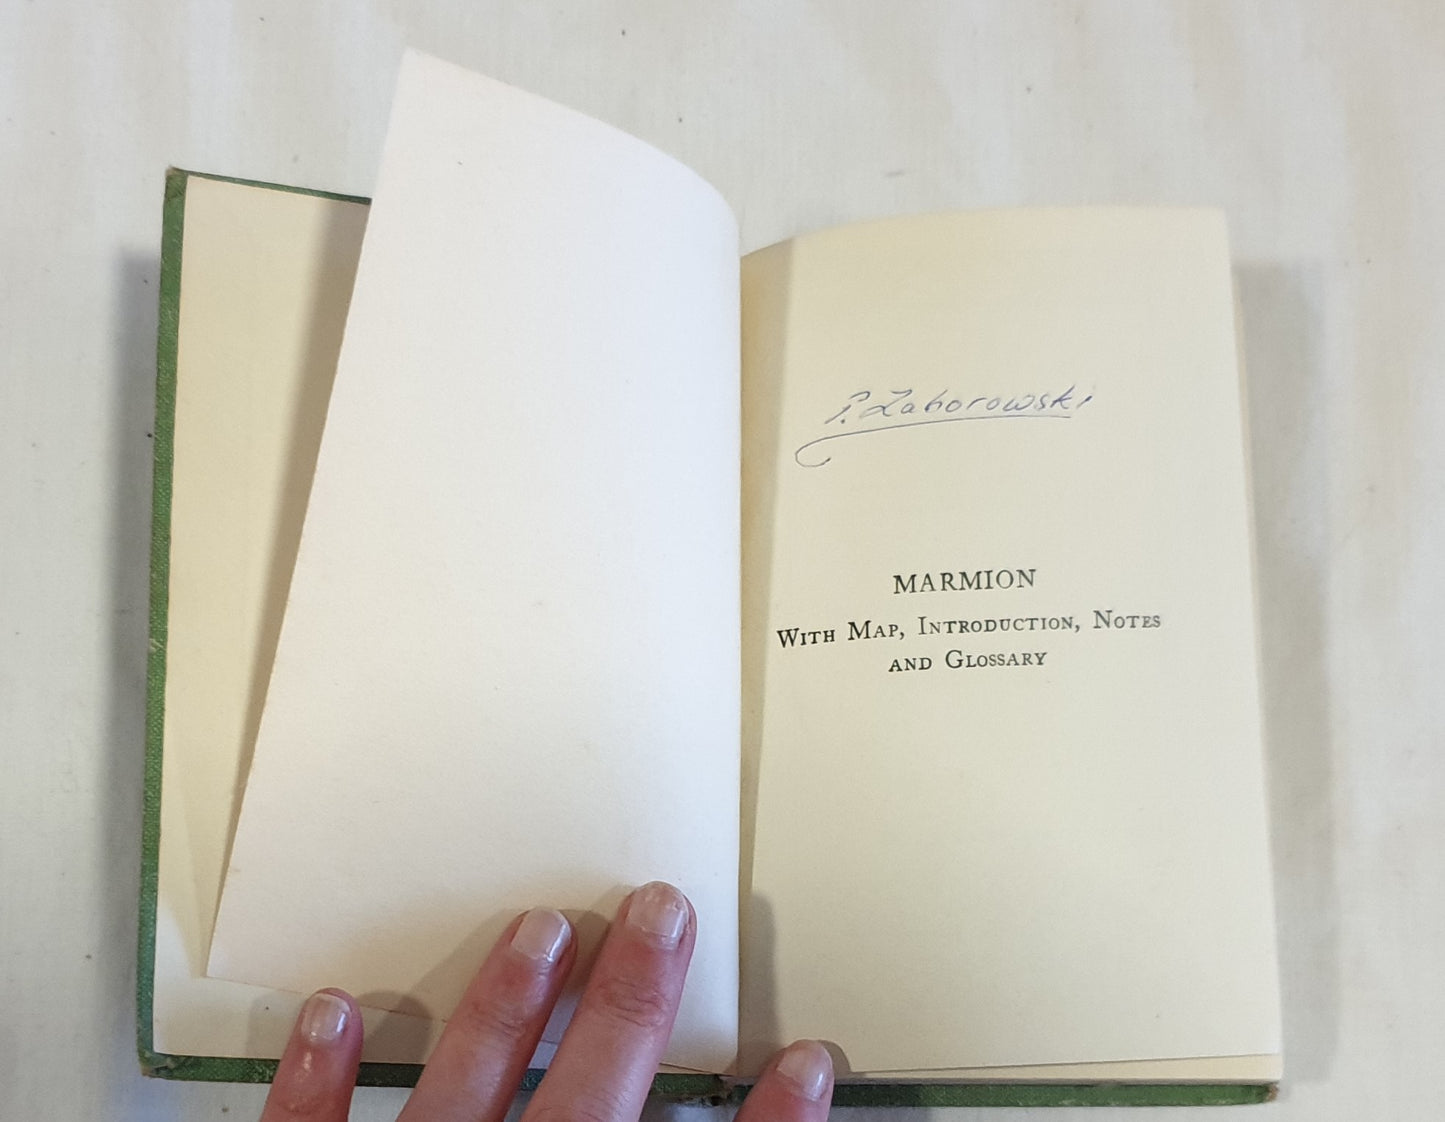 P. Zaborowski
MARMION
With Map, Introduction, Notes
and Glossary